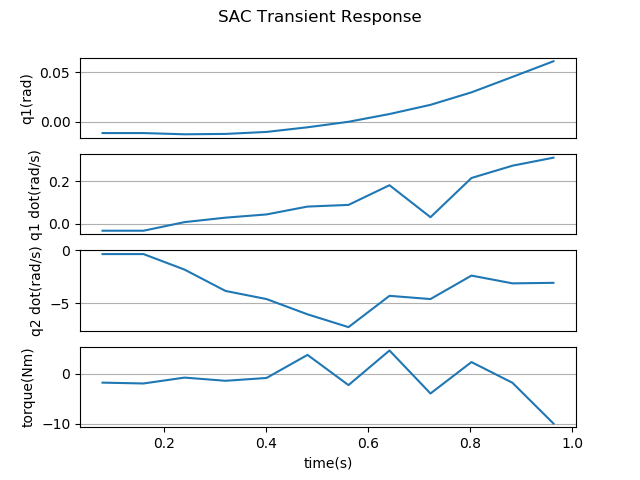 SAC Transient Response
q1(rad)
0.05
0.00
q1 dot(rad/s)
0.2
0.0
q2 dot(rad/s)
0
−5
torque(Nm)
0
−10
0.2 0.4 0.6 0.8 1.0
time(s)